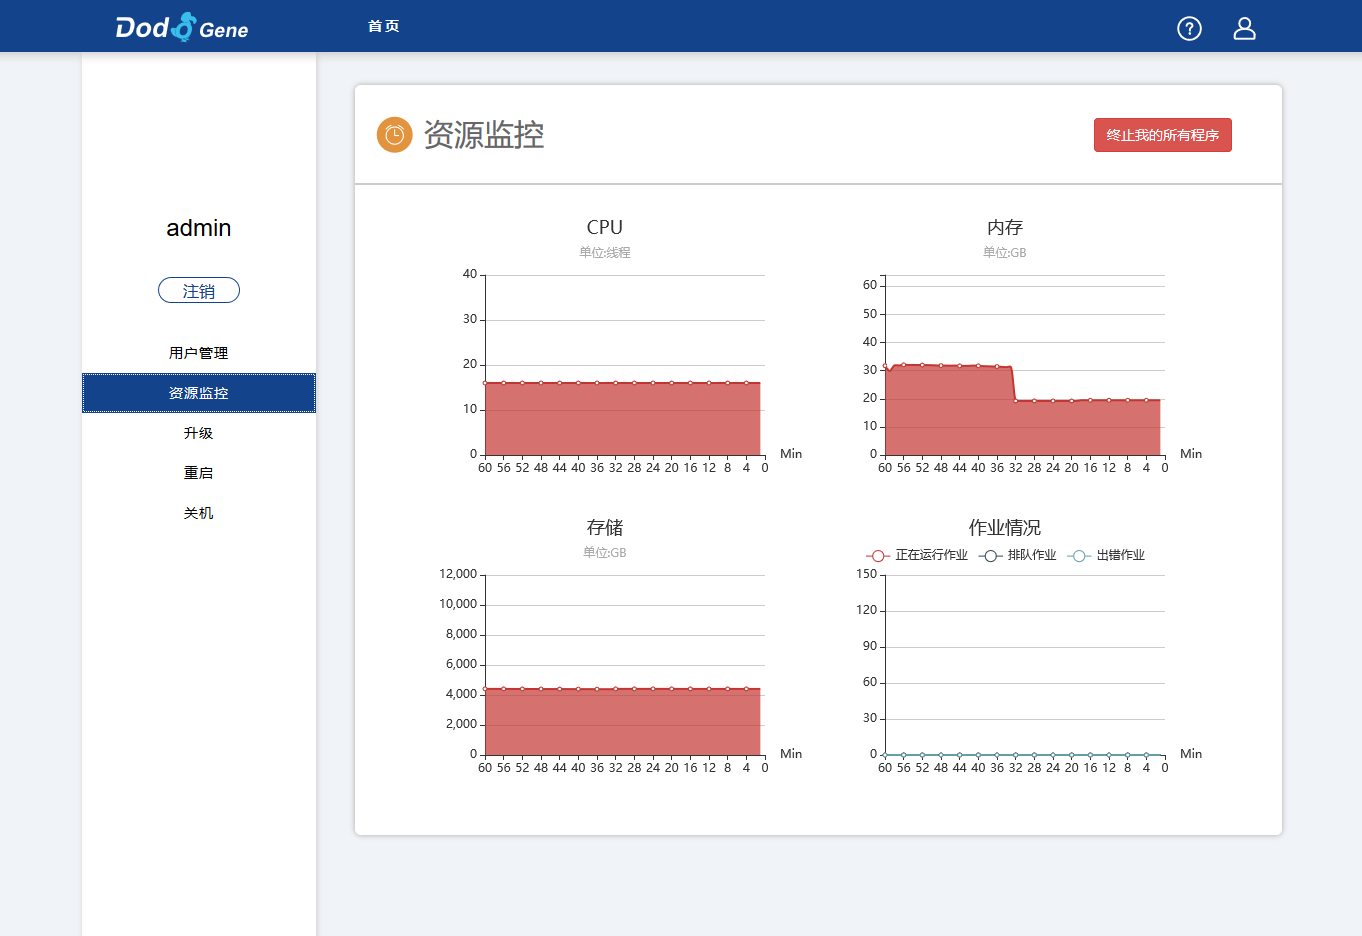 Dodo Gene
首页
?
admin
注销
用户管理
资源监控
升级
重启
关机
资源监控
终止我的所有程序
CPU
单位:线程
40
30
20
10
0
60 56 52 48 44 40 36 32 28 24 20 16 12 8 4 0
Min
内存
单位:GB
60
50
40
30
20
10
0
60 56 52 48 44 40 36 32 28 24 20 16 12 8 4 0
Min
存储
单位:GB
12,000
10,000
8,000
6,000
4,000
2,000
0
60 56 52 48 44 40 36 32 28 24 20 16 12 8 4 0
Min
作业情况
正在运行作业 排队作业 出错作业
150
120
90
60
30
0
60 56 52 48 44 40 36 32 28 24 20 16 12 8 4 0
Min